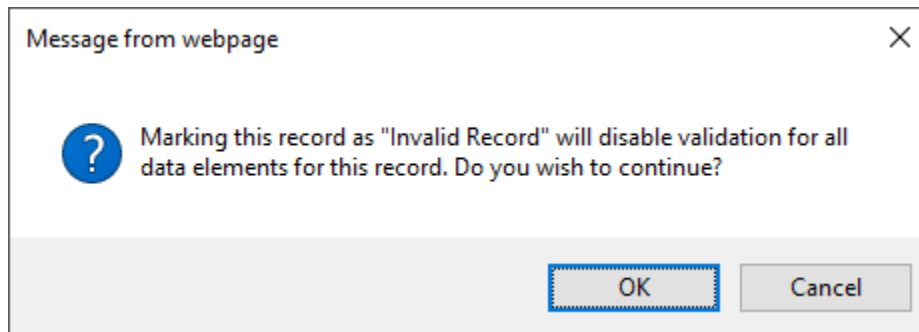 Message from webpage
Marking this record as "Invalid Record" will disable validation for all
data elements for this record. Do you wish to continue?
OK
Cancel